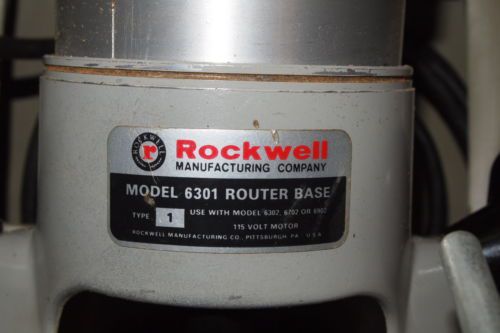 ROCKWELL
r
Rockwell
MANUFACTURING COMPANY
MODEL 6301 ROUTER BASE
TYPE 1 USE WITH MODEL 6302, 6702 OR 6902
115 VOLT MOTOR
ROCKWELL MANUFACTURING CO., PITTSBURGH PA. U.S.A.